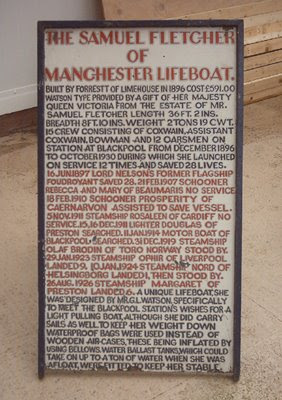 THE SAMUEL FLETCHER
OF
MANCHESTER LIFEBOAT.
BUILT BY FORRESTT OF LIMEHOUSE IN 1896 COST £591.00
WATSON TYPE PROVIDED BY A GIFT OF HER MAJESTY
QUEEN VICTORIA FROM THE ESTATE OF MR.
SAMUEL FLETCHER LENGTH 36 FT. 2 INS.
BREADTH 8FT. 10 INS. WEIGHT 2 TONS 19 CWT.
15 CREW CONSISTING OF COXWAIN, ASSISTANT
COXWAIN, BOWMAN AND 12 OARSMEN ON
STATION AT BLACKPOOL FROM DECEMBER 1896
TO OCTOBER 1930 DURING WHICH SHE LAUNCHED
ON SERVICE 12 TIMES AND SAVED 28 LIVES.
16. JUN 1897 LORD NELSON'S FORMER FLAGSHIP
FOUDROYANT SAVED 28. 21. FEB. 1907 SCHOONER
REBECCA AND MARY OF BEAUMARIS NO SERVICE
18. FEB 1910 SCHOONER PROSPERITY OF
CAERNARVON ASSISTED TO SAVE VESSEL.
5 NOV. 1911 STEAMSHIP ROSALEEN OF CARDIFF NO
SERVICE. 15, 16 DEC. 1911 LIGHTER DOUGLAS OF
PRESTON SEARCHED. 11 JAN. 1914 MOTOR BOAT OF
BLACKPOOL SEARCHED. 31 DEC. 1919 STEAMSHIP
OLAF BRODIN OF TORO NORWAY STOOD BY.
29. JAN. 1923 STEAMSHIP OPHIR OF LIVERPOOL
LANDED 9. 10. JAN. 1924 STEAMSHIP NORD OF
HELSINGBORG LANDED 1, THEN STOOD BY.
26 AUG. 1926 STEAMSHIP MARGARET OF
PRESTON LANDED 6. A UNIQUE LIFEBOAT SHE
WAS DESIGNED BY MR. G.L. WATSON, SPECIFICALLY
TO MEET THE BLACKPOOL STATION'S WISHES FOR A
LIGHT PULLING BOAT, ALTHOUGH SHE DID CARRY
SAILS AS WELL. TO KEEP HER WEIGHT DOWN
WATERPROOF BAGS WERE USED INSTEAD OF
WOODEN AIR-CASES, THESE BEING INFLATED BY
USING BELLOWS. WATER BALLAST TANKS, WHICH COULD
TAKE ON UP TO A TON OF WATER WHEN SHE WAS
AFLOAT, WERE FITTED TO KEEP HER STABLE.